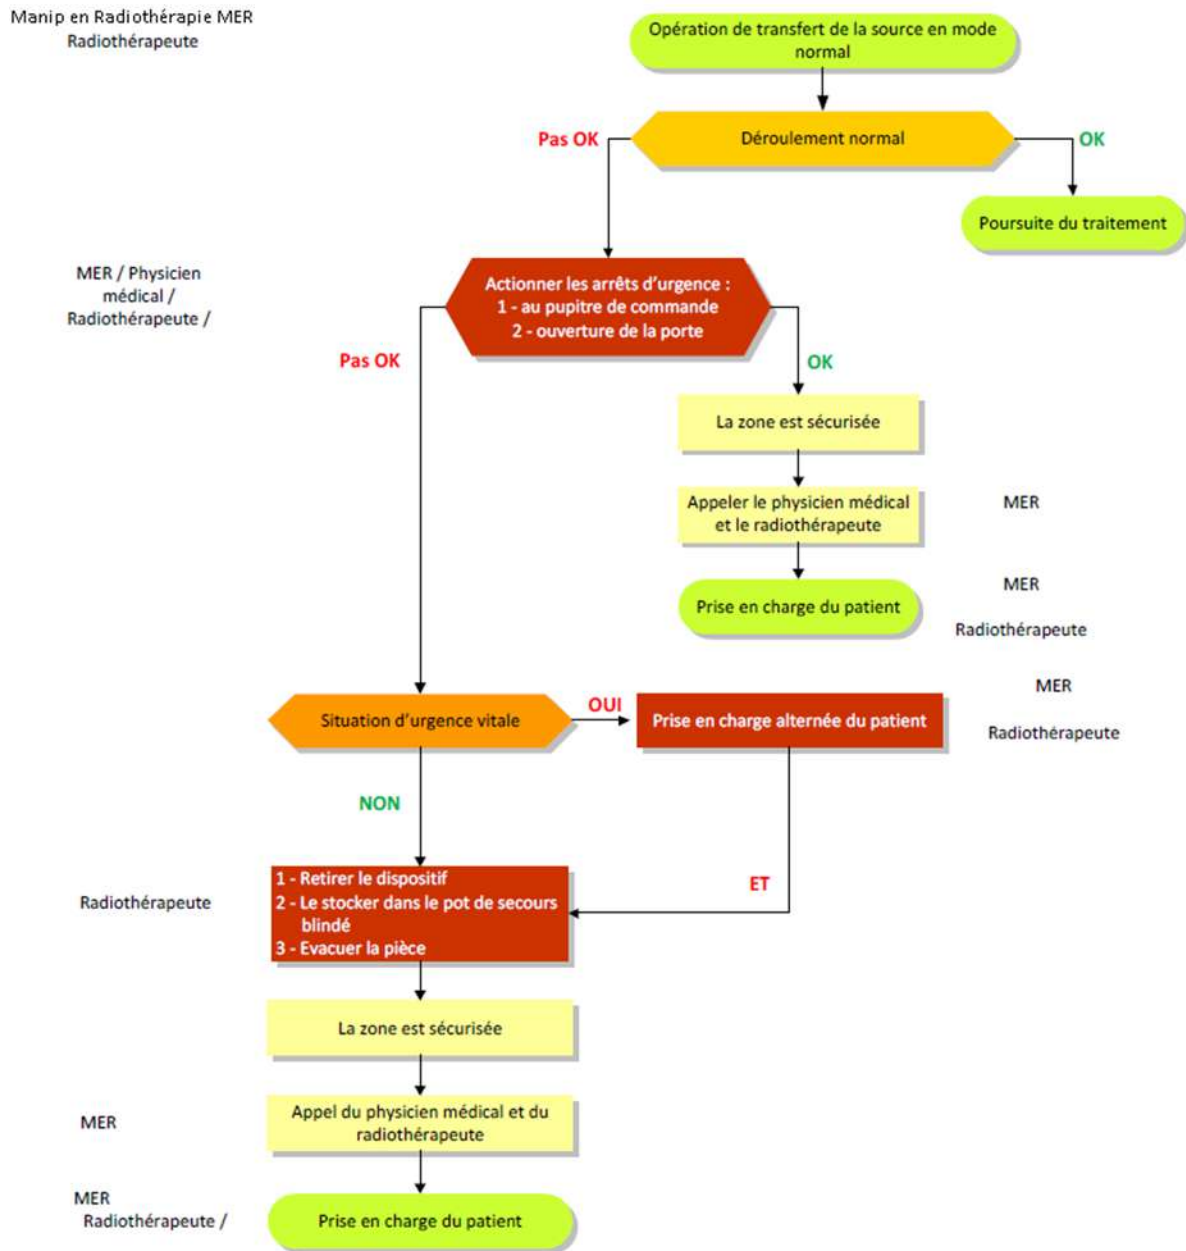 Manip en Radiothérapie MER
Radiothérapeute
Opération de transfert de la source en mode
normal
Pas OK
Déroulement normal
OK
Poursuite du traitement
MER / Physicien
médical /
Radiothérapeute /
Actionner les arrêts d'urgence :
1 - au pupitre de commande
2 - ouverture de la porte
Pas OK
OK
La zone est sécurisée
Appeler le physicien médical
et le radiothérapeute
MER
Prise en charge du patient
MER
Radiothérapeute
Situation d'urgence vitale
OUI
Prise en charge alternée du patient
MER
Radiothérapeute
NON
ET
Radiothérapeute
1 - Retirer le dispositif
2 - Le stocker dans le pot de secours
blindé
3 - Evacuer la pièce
La zone est sécurisée
MER
Appel du physicien médical et du
radiothérapeute
MER
Radiothérapeute /
Prise en charge du patient